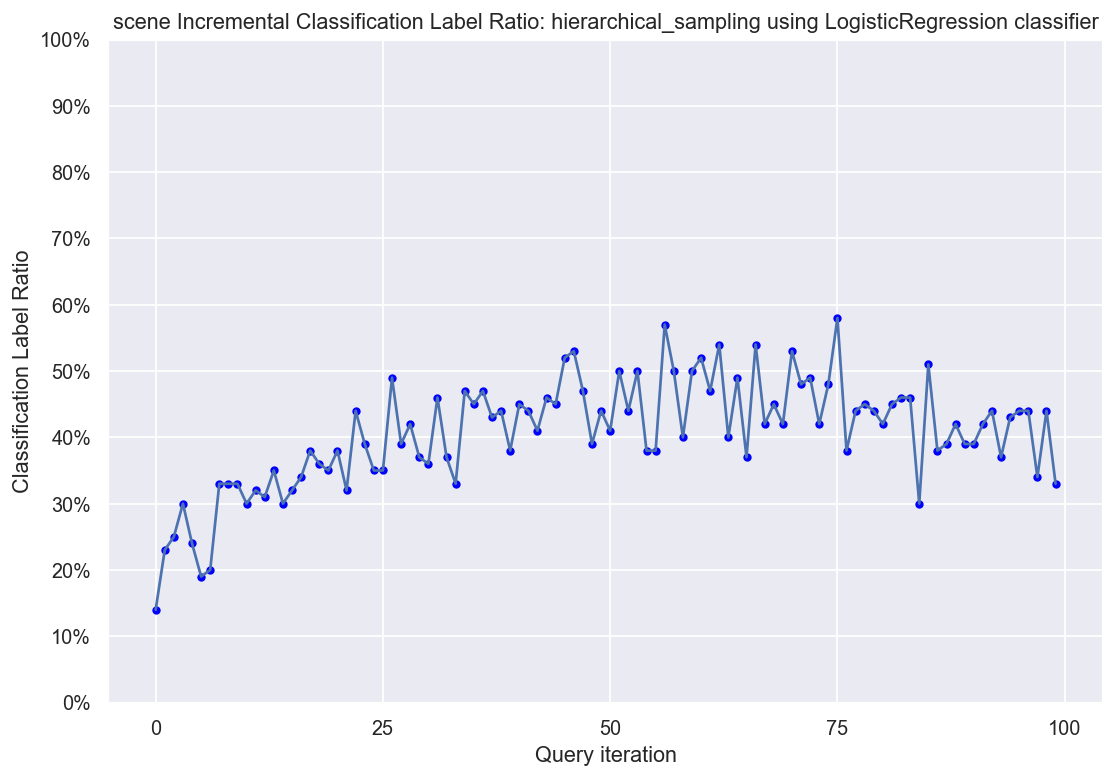 scene Incremental Classification Label Ratio: hierarchical_sampling using LogisticRegression classifier
100%
90%
80%
70%
60%
50%
40%
30%
20%
10%
0%
Classification Label Ratio
0 25 50 75 100
Query iteration